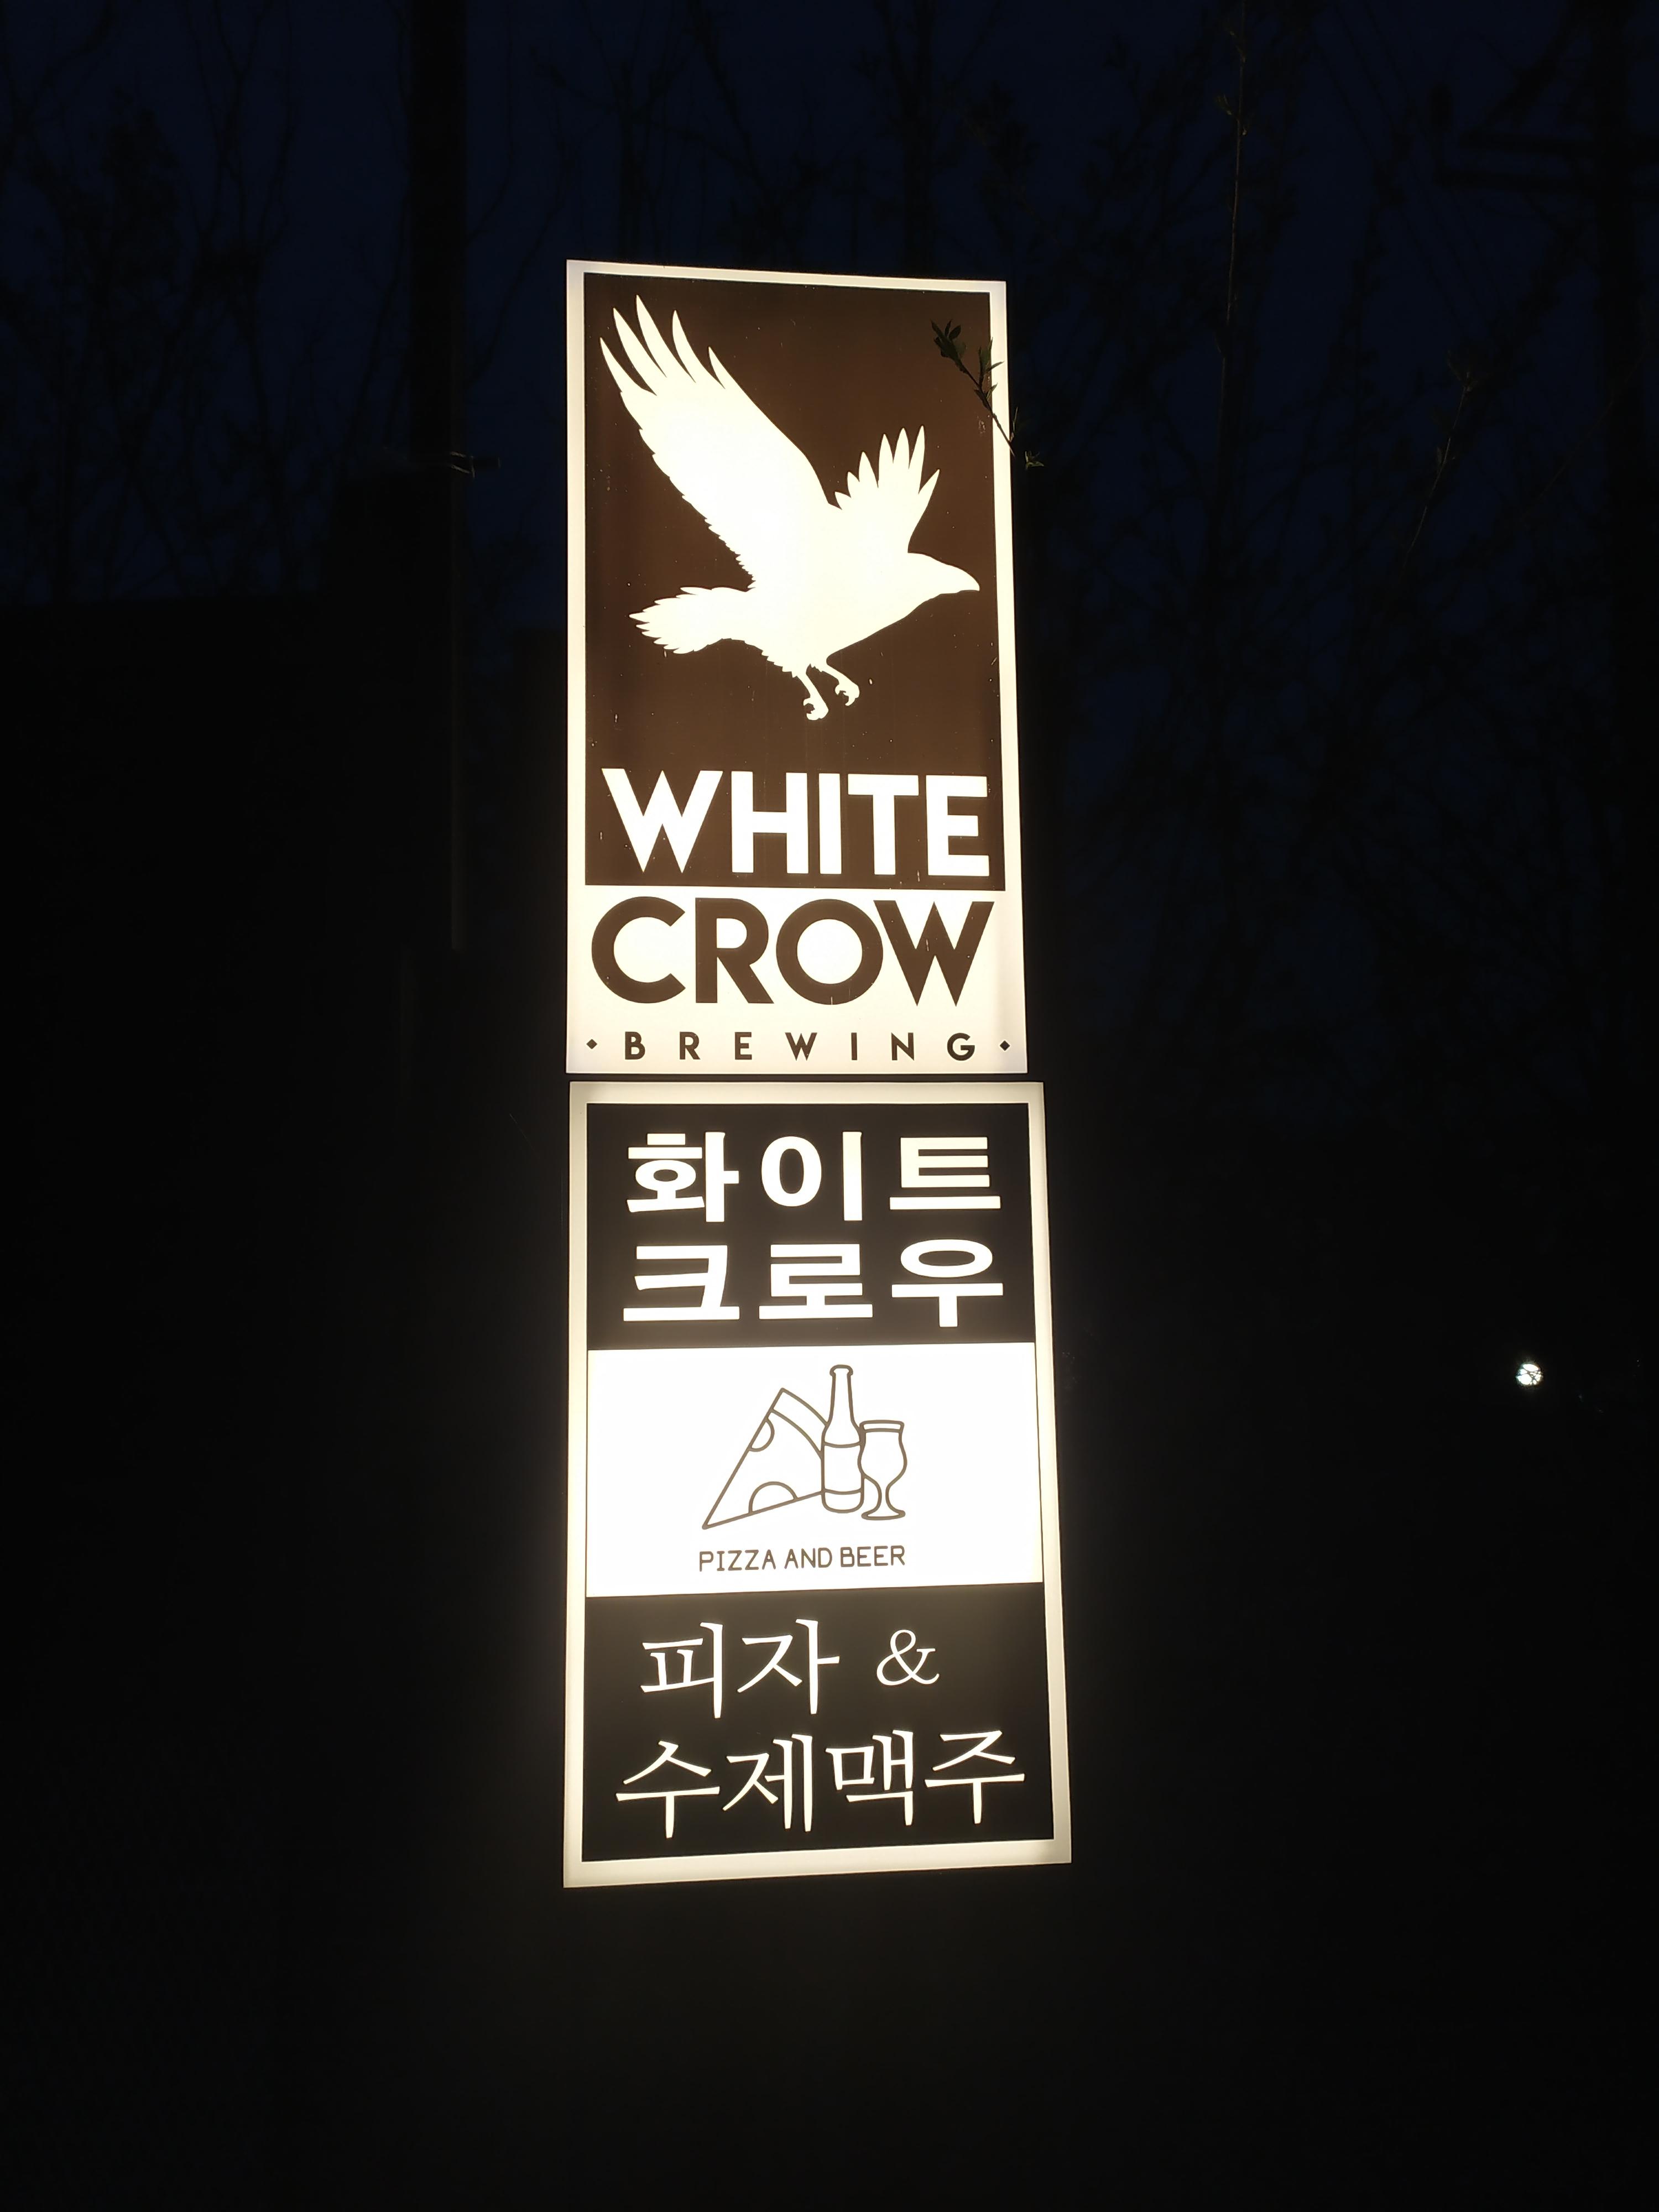 WHITE
CROW
• BREWING •
화이트
크로우
PIZZA AND BEER
피자 &
수제맥주